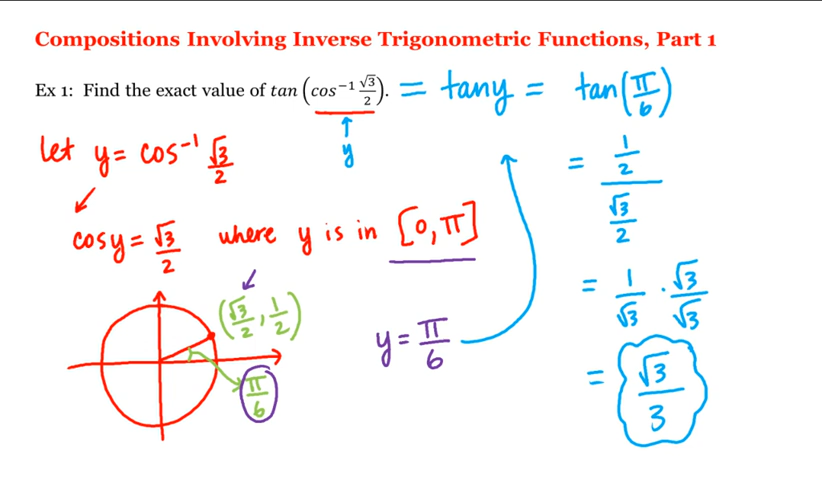 Compositions Involving Inverse Trigonometric Functions, Part 1
Ex 1: Find the exact value of tan (cos⁻¹ √3/2). = tan y = tan(π/6)
y
let y = cos⁻¹ √3/2
= 1/2 / √3/2
cos y = √3/2 where y is in [0, π]
(√3/2, 1/2)
= 1/√3 · √3/√3
y = π/6
π/6
= √3/3